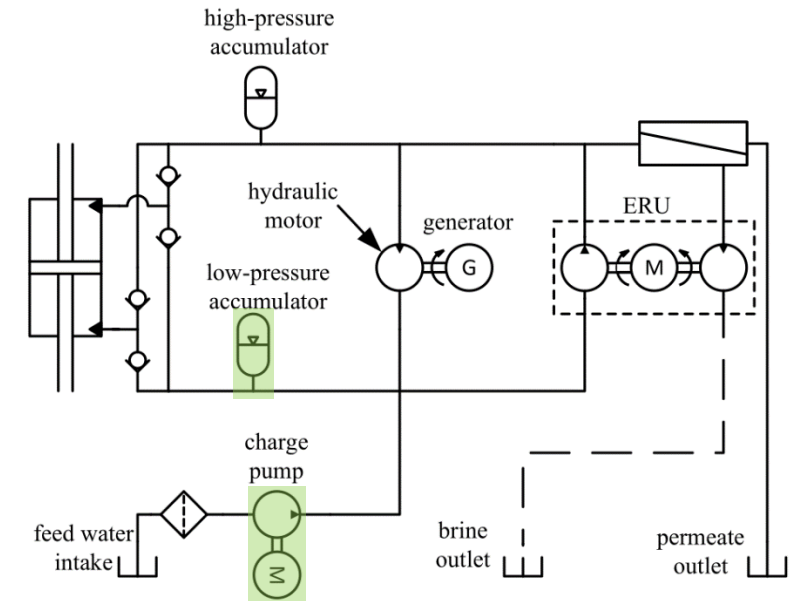 high-pressure
accumulator
hydraulic
motor
generator
ERU
G
M
low-pressure
accumulator
charge
pump
feed water
intake
M
brine
outlet
permeate
outlet